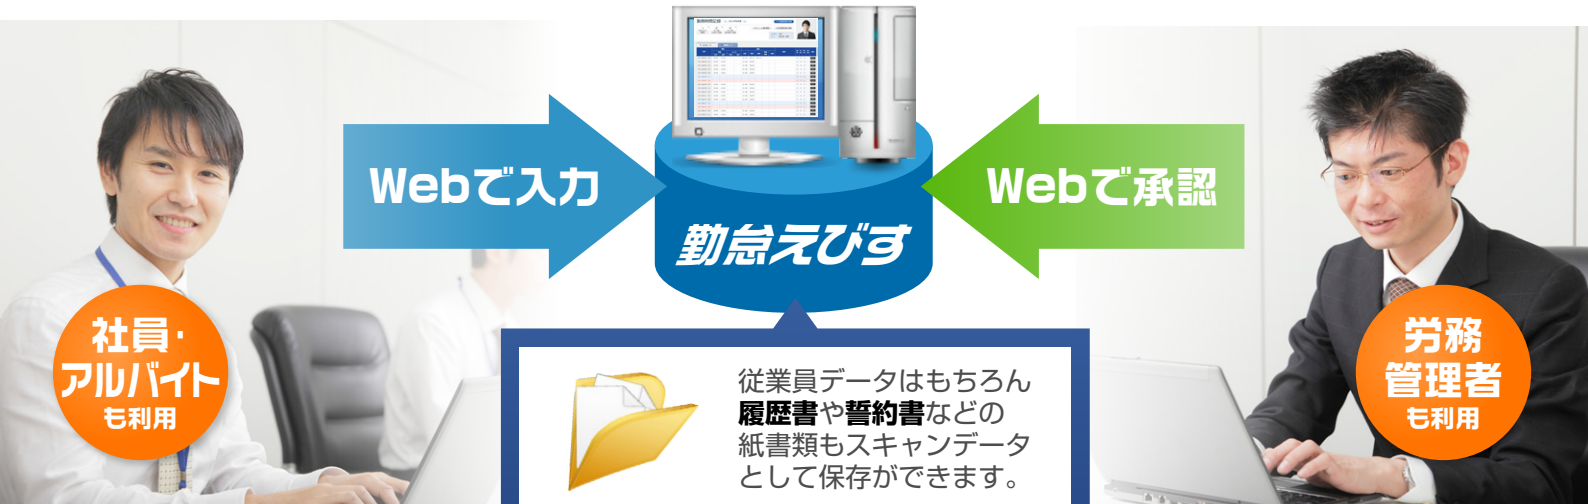 Webで入力
勤怠えびす
Webで承認
社員・
アルバイト
も利用
従業員データはもちろん
履歴書や誓約書などの
紙書類もスキャンデータ
として保存ができます。
労務
管理者
も利用